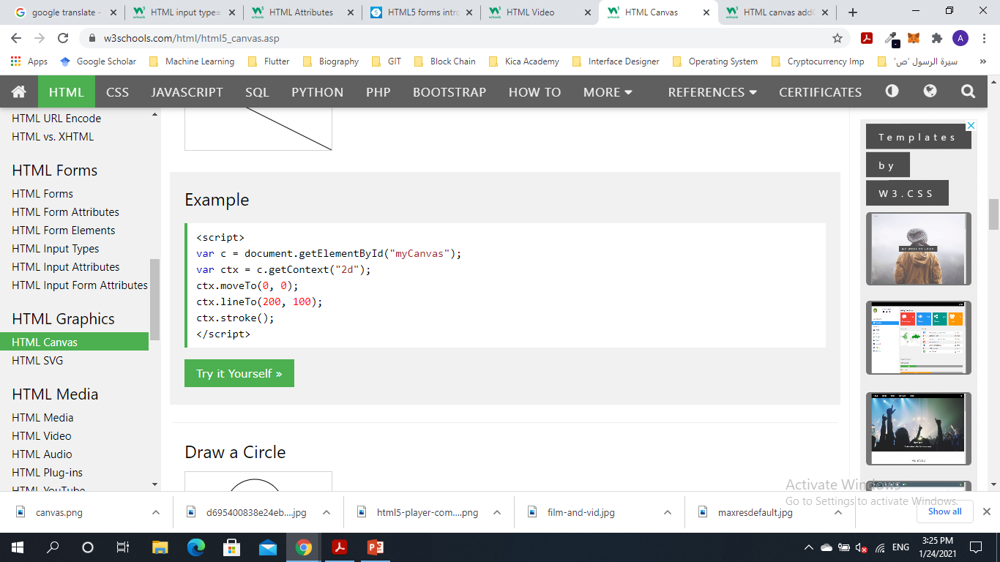 google translate -
HTML input type=
HTML Attributes
HTML5 forms intro
HTML Video
HTML Canvas
HTML canvas add
w3schools.com/html/html5_canvas.asp
A
Apps
Google Scholar
Machine Learning
Flutter
Biography
GIT
Block Chain
Kica Academy
Interface Designer
Operating System
Cryptocurrency Imp
سيرة الرسول ‘ص’
»
HTML
CSS
JAVASCRIPT
SQL
PYTHON
PHP
BOOTSTRAP
HOW TO
MORE
REFERENCES
CERTIFICATES
HTML URL Encode
HTML vs. XHTML
HTML Forms
HTML Forms
HTML Form Attributes
HTML Form Elements
HTML Input Types
HTML Input Attributes
HTML Input Form Attributes
HTML Graphics
HTML Canvas
HTML SVG
HTML Media
HTML Media
HTML Video
HTML Audio
HTML Plug-ins
HTML YouTube
Example
<script>
var c = document.getElementById("myCanvas");
var ctx = c.getContext("2d");
ctx.moveTo(0, 0);
ctx.lineTo(200, 100);
ctx.stroke();
</script>
Try it Yourself »
Draw a Circle
Templates
by
W3.CSS
MY WEBSITE LOGO
Activate Windows
Go to Settings to activate Windows.
canvas.png
d695400838e24eb....jpg
html5-player-com....png
film-and-vid.jpg
maxresdefault.jpg
Show all
ENG
3:25 PM
1/24/2021